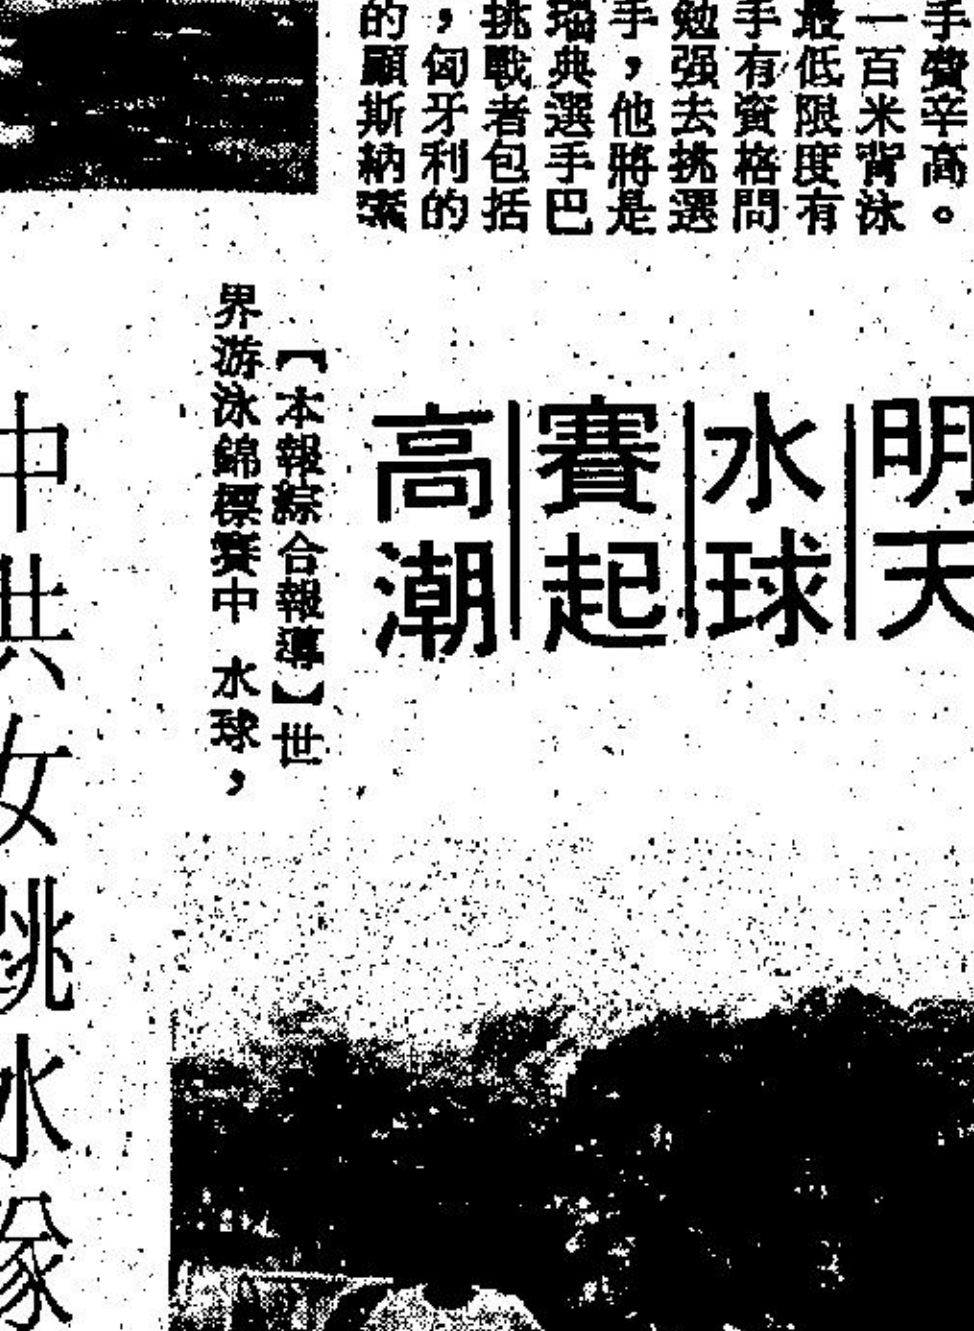 手費辛高。
一百米背泳
最低限度有
手有資格問
勉强去挑選
手，他將是
瑞典選手巴
挑戰者包括
，匈牙利的
的顧斯納
明天
水球
賽起
高潮
【本報綜合報導】世
界游泳錦標賽中 水球，
中共女跳水隊